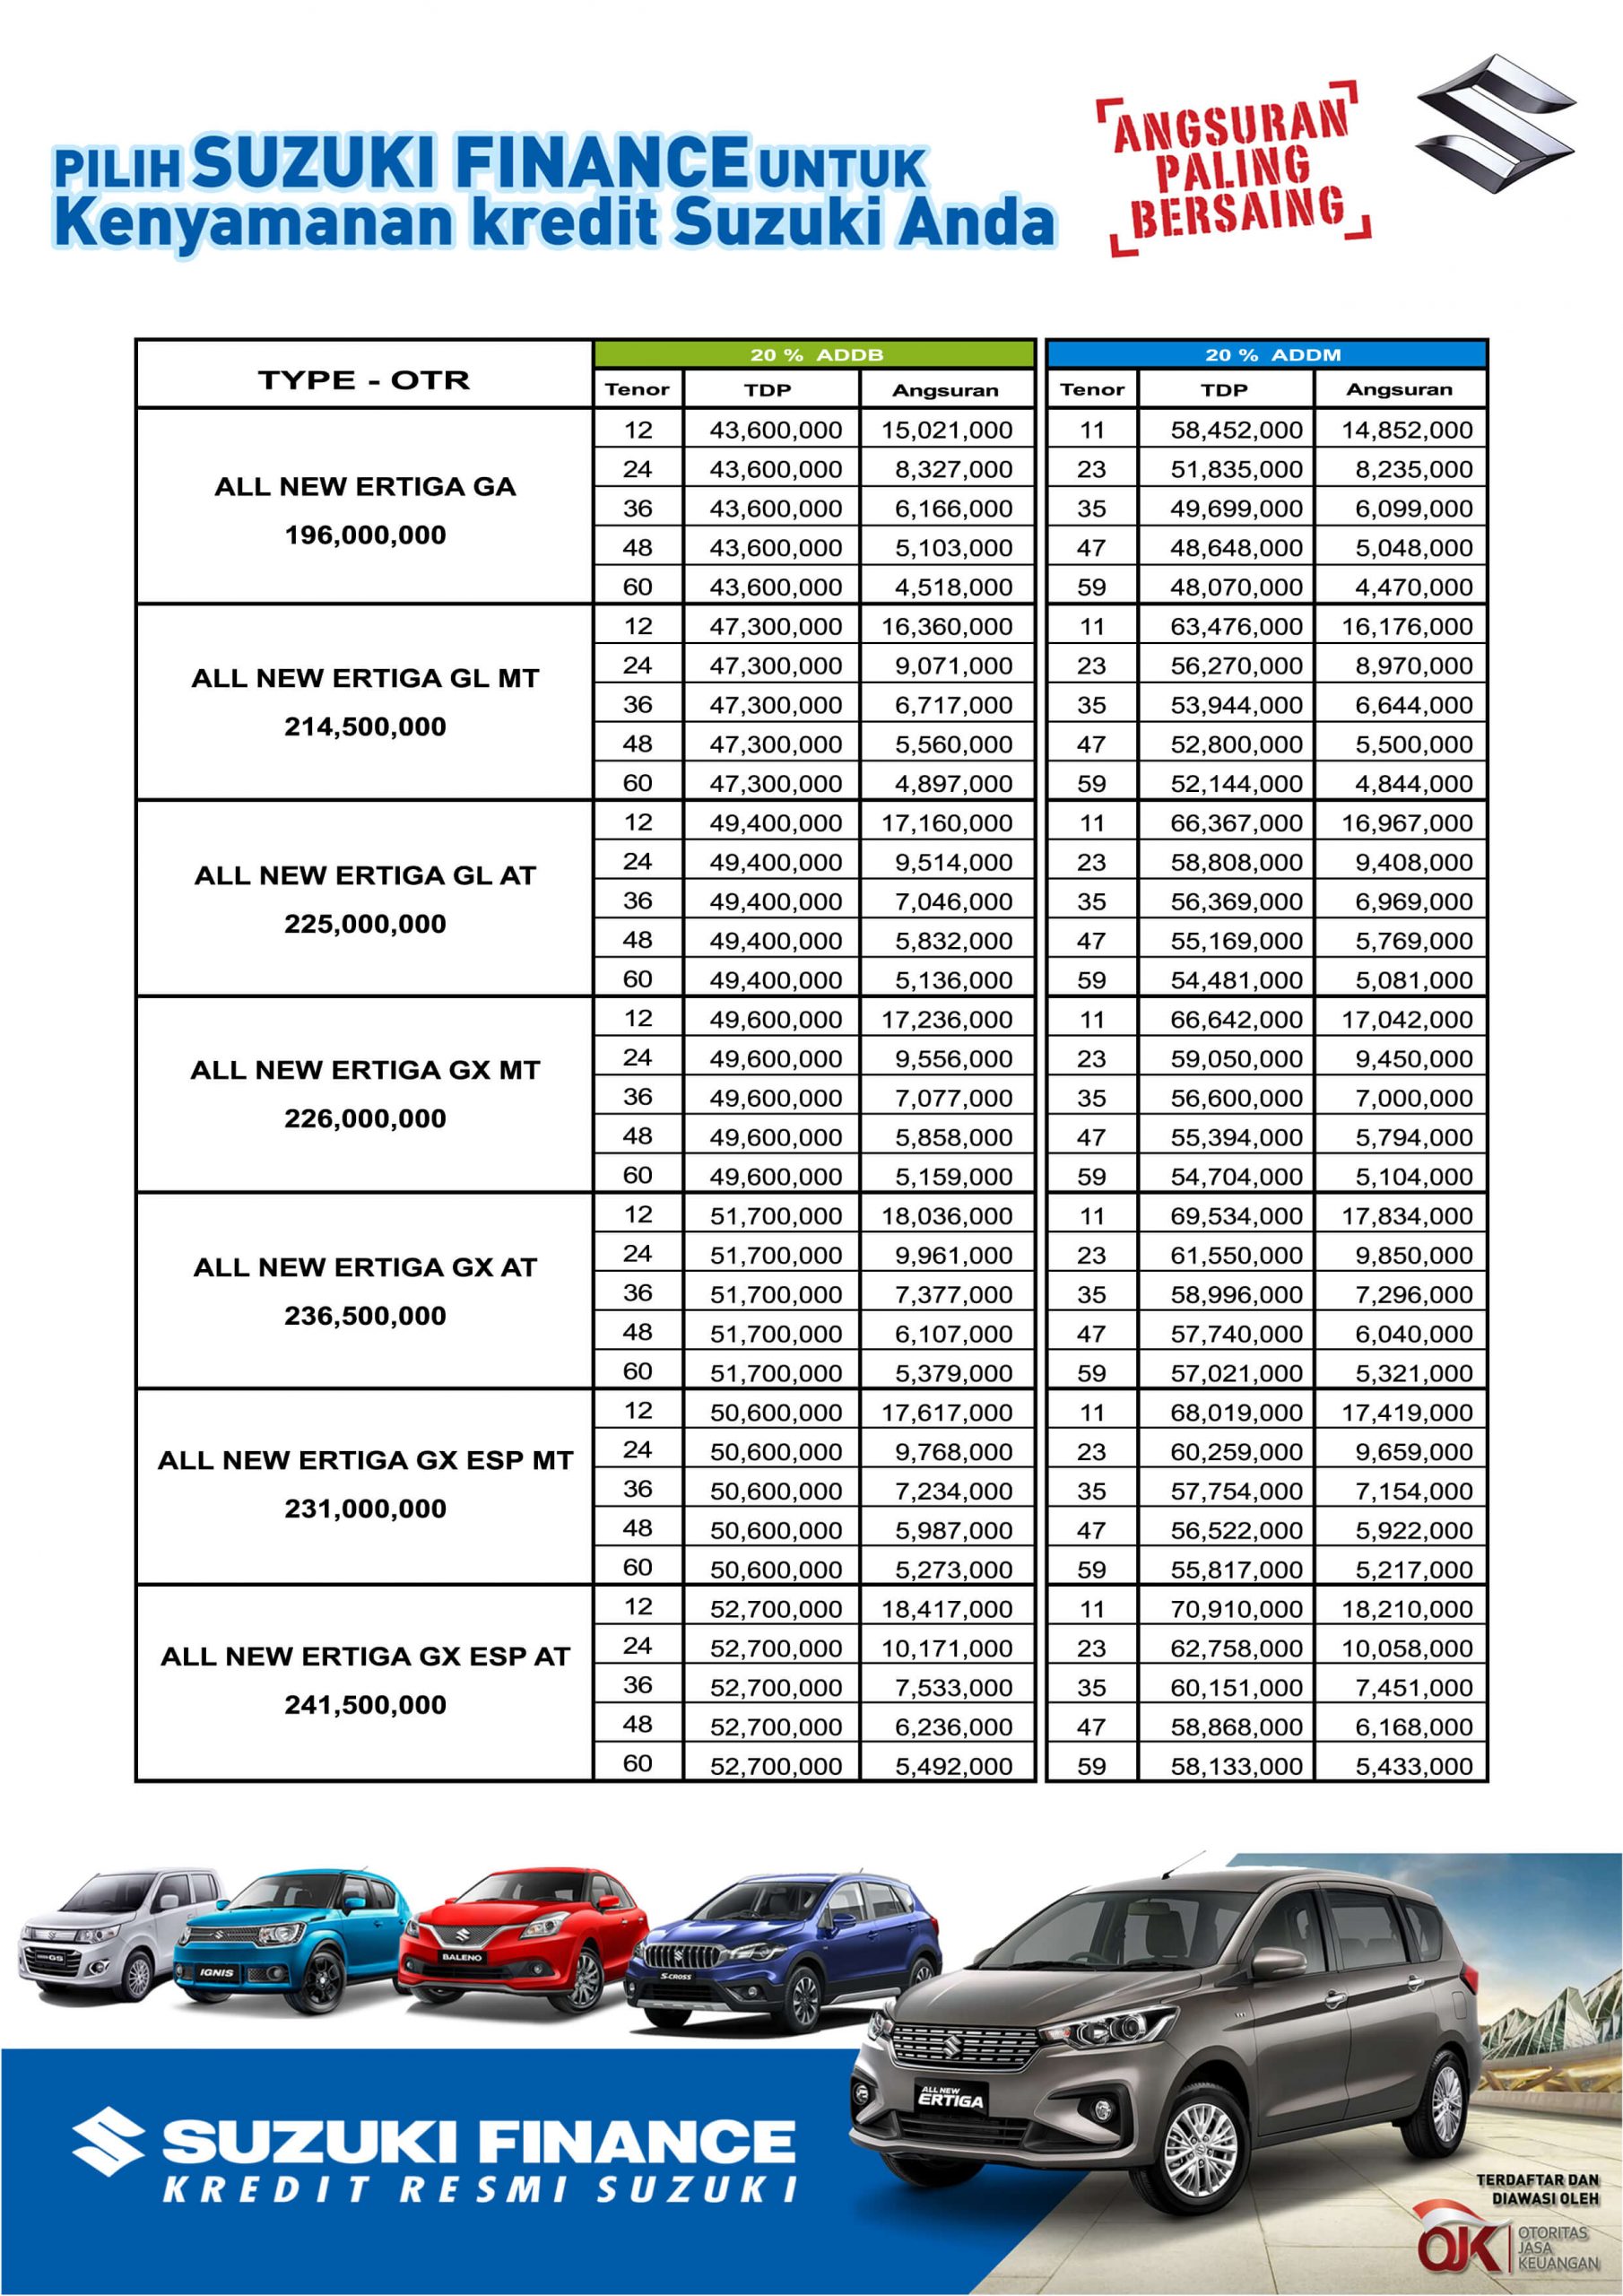 PILIH SUZUKI FINANCE UNTUK
Kenyamanan kredit Suzuki Anda
ANGSURAN
PALING
BERSAING
TYPE - OTR
20 % ADDB
20 % ADDM
Tenor TDP Angsuran Tenor TDP Angsuran
ALL NEW ERTIGA GA
196,000,000
12 43,600,000 15,021,000 11 58,452,000 14,852,000
24 43,600,000 8,327,000 23 51,835,000 8,235,000
36 43,600,000 6,166,000 35 49,699,000 6,099,000
48 43,600,000 5,103,000 47 48,648,000 5,048,000
60 43,600,000 4,518,000 59 48,070,000 4,470,000
ALL NEW ERTIGA GL MT
214,500,000
12 47,300,000 16,360,000 11 63,476,000 16,176,000
24 47,300,000 9,071,000 23 56,270,000 8,970,000
36 47,300,000 6,717,000 35 53,944,000 6,644,000
48 47,300,000 5,560,000 47 52,800,000 5,500,000
60 47,300,000 4,897,000 59 52,144,000 4,844,000
ALL NEW ERTIGA GL AT
225,000,000
12 49,400,000 17,160,000 11 66,367,000 16,967,000
24 49,400,000 9,514,000 23 58,808,000 9,408,000
36 49,400,000 7,046,000 35 56,369,000 6,969,000
48 49,400,000 5,832,000 47 55,169,000 5,769,000
60 49,400,000 5,136,000 59 54,481,000 5,081,000
ALL NEW ERTIGA GX MT
226,000,000
12 49,600,000 17,236,000 11 66,642,000 17,042,000
24 49,600,000 9,556,000 23 59,050,000 9,450,000
36 49,600,000 7,077,000 35 56,600,000 7,000,000
48 49,600,000 5,858,000 47 55,394,000 5,794,000
60 49,600,000 5,159,000 59 54,704,000 5,104,000
ALL NEW ERTIGA GX AT
236,500,000
12 51,700,000 18,036,000 11 69,534,000 17,834,000
24 51,700,000 9,961,000 23 61,550,000 9,850,000
36 51,700,000 7,377,000 35 58,996,000 7,296,000
48 51,700,000 6,107,000 47 57,740,000 6,040,000
60 51,700,000 5,379,000 59 57,021,000 5,321,000
ALL NEW ERTIGA GX ESP MT
231,000,000
12 50,600,000 17,617,000 11 68,019,000 17,419,000
24 50,600,000 9,768,000 23 60,259,000 9,659,000
36 50,600,000 7,234,000 35 57,754,000 7,154,000
48 50,600,000 5,987,000 47 56,522,000 5,922,000
60 50,600,000 5,273,000 59 55,817,000 5,217,000
ALL NEW ERTIGA GX ESP AT
241,500,000
12 52,700,000 18,417,000 11 70,910,000 18,210,000
24 52,700,000 10,171,000 23 62,758,000 10,058,000
36 52,700,000 7,533,000 35 60,151,000 7,451,000
48 52,700,000 6,236,000 47 58,868,000 6,168,000
60 52,700,000 5,492,000 59 58,133,000 5,433,000
GS
IGNIS
BALENO
S-CROSS
ALL NEW
ERTIGA
SUZUKI FINANCE
KREDIT RESMI SUZUKI
TERDAFTAR DAN
DIAWASI OLEH
OJK
OTORITAS
JASA
KEUANGAN